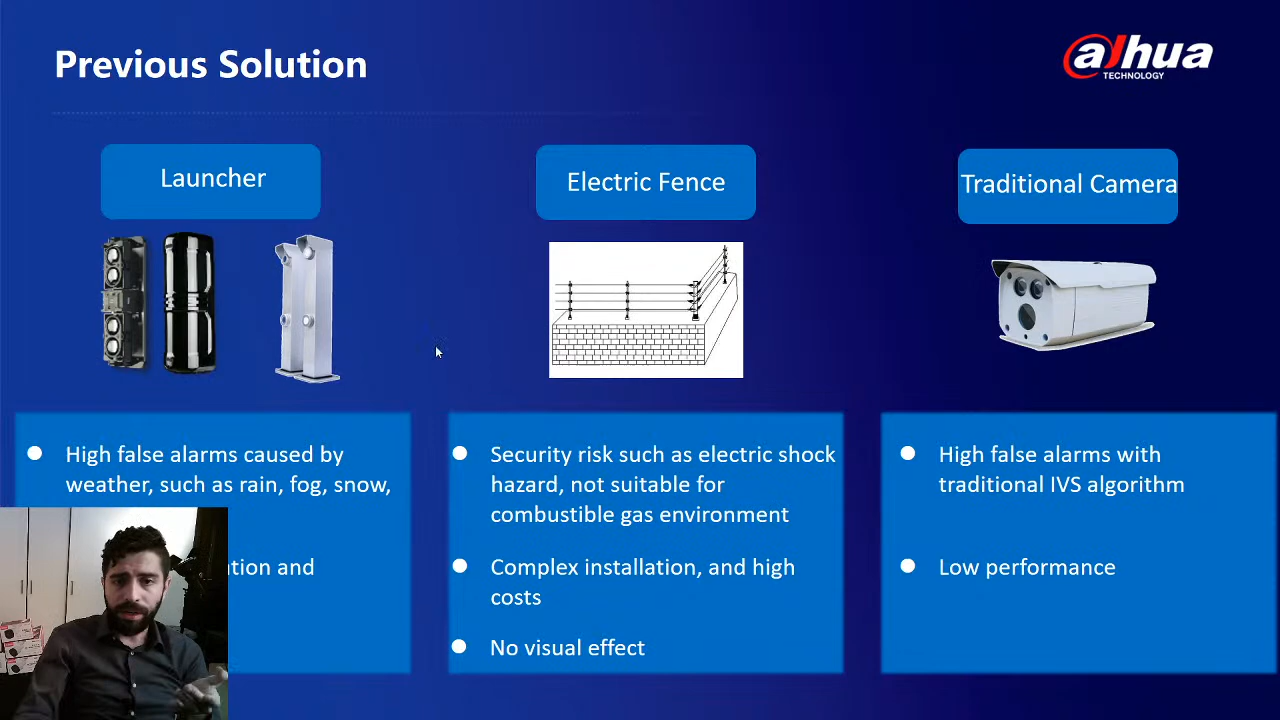 Previous Solution
alhua
TECHNOLOGY
Launcher
Electric Fence
Traditional Camera
High false alarms caused by
weather, such as rain, fog, snow,
and
Security risk such as electric shock
hazard, not suitable for
combustible gas environment
Complex installation, and high
costs
No visual effect
High false alarms with
traditional IVS algorithm
Low performance